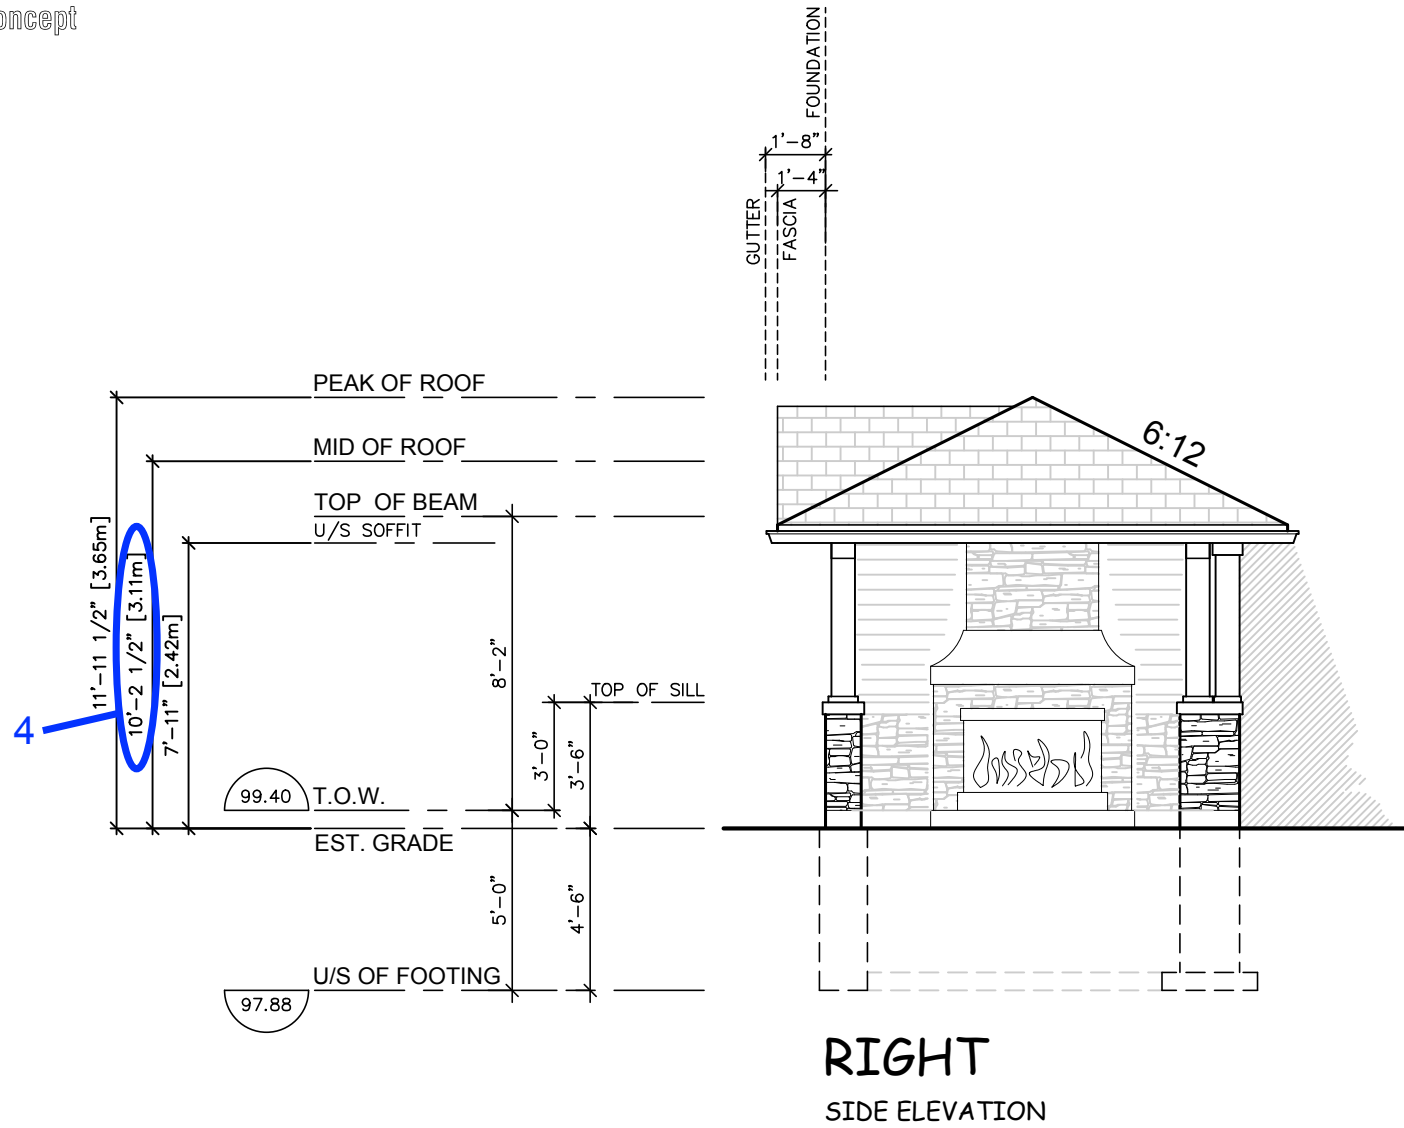 oncept
FOUNDATION
1'-8"
1'-4"
GUTTER
FASCIA
PEAK OF ROOF
MID OF ROOF
6:12
TOP OF BEAM
U/S SOFFIT
11'-11 1/2" [3.65m]
10'-2 1/2" [3.11m]
7'-11" [2.42m]
8'-2"
TOP OF SILL
4
3'-0"
3'-6"
99.40
T.O.W.
EST. GRADE
5'-0"
4'-6"
U/S OF FOOTING
97.88
RIGHT
SIDE ELEVATION